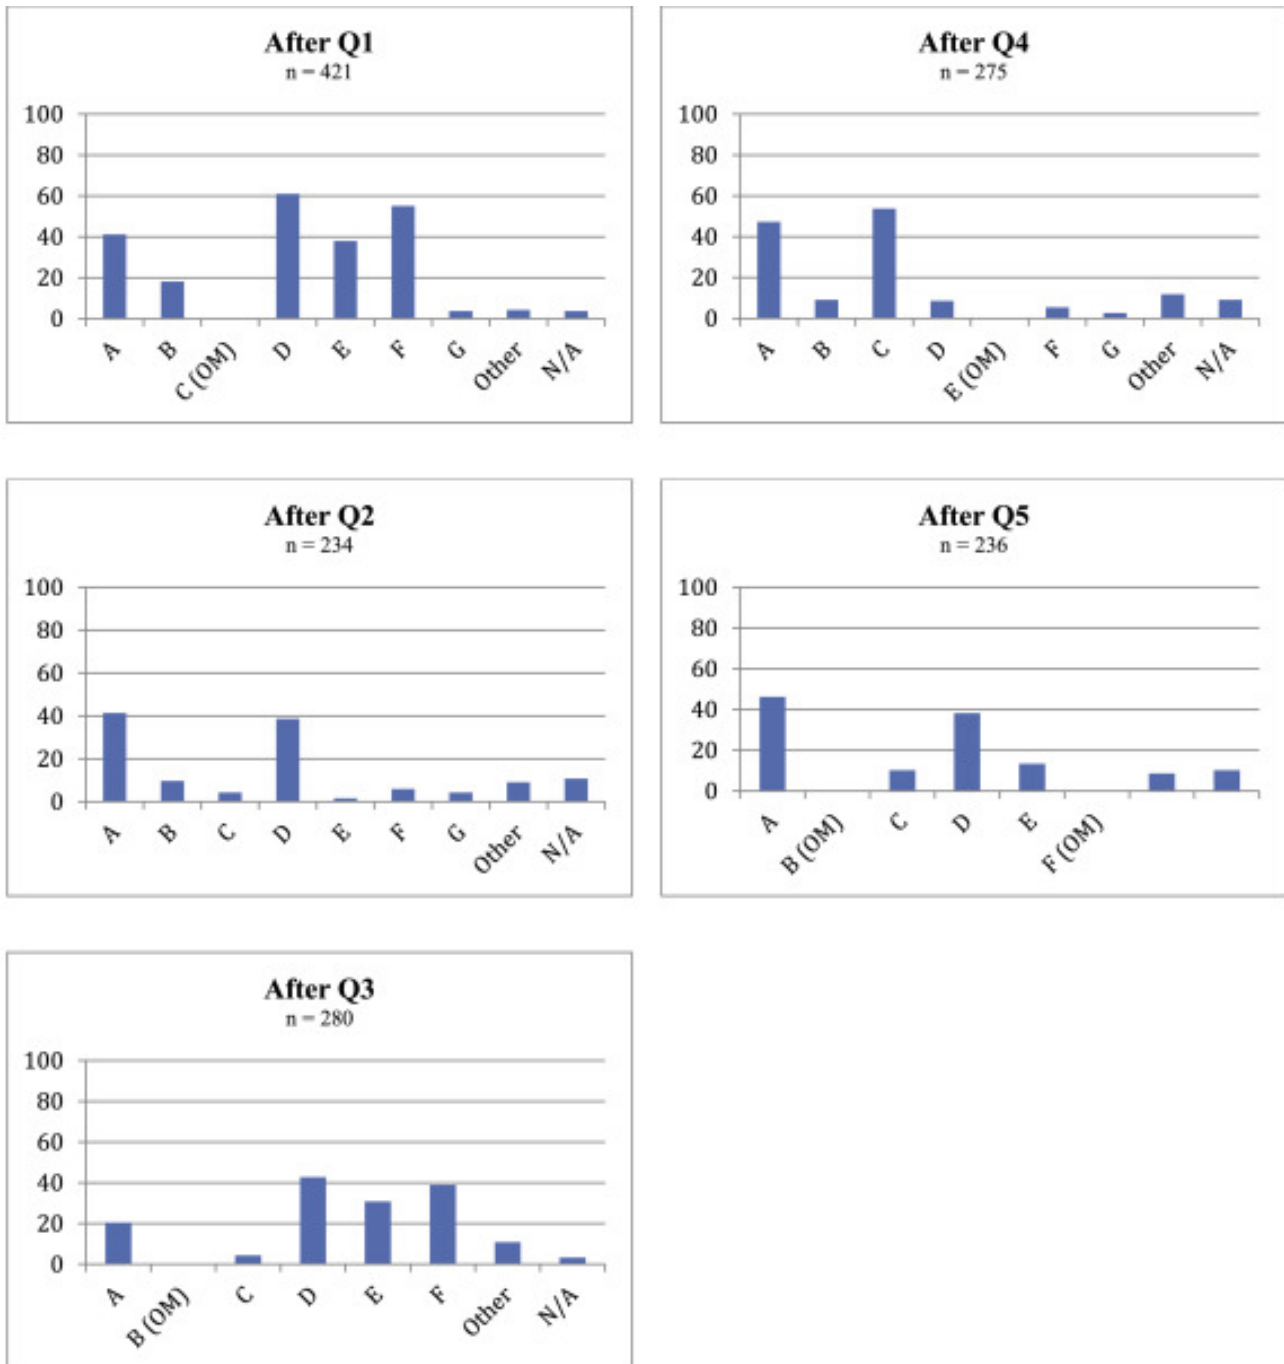 After Q1
n = 421
100
80
60
40
20
0
A
B
C (OM)
D
E
F
G
Other
N/A
After Q4
n = 275
100
80
60
40
20
0
A
B
C
D
E (OM)
F
G
Other
N/A
After Q2
n = 234
100
80
60
40
20
0
A
B
C
D
E
F
G
Other
N/A
After Q5
n = 236
100
80
60
40
20
0
A
B (OM)
C
D
E
F (OM)
After Q3
n = 280
100
80
60
40
20
0
A
B (OM)
C
D
E
F
Other
N/A